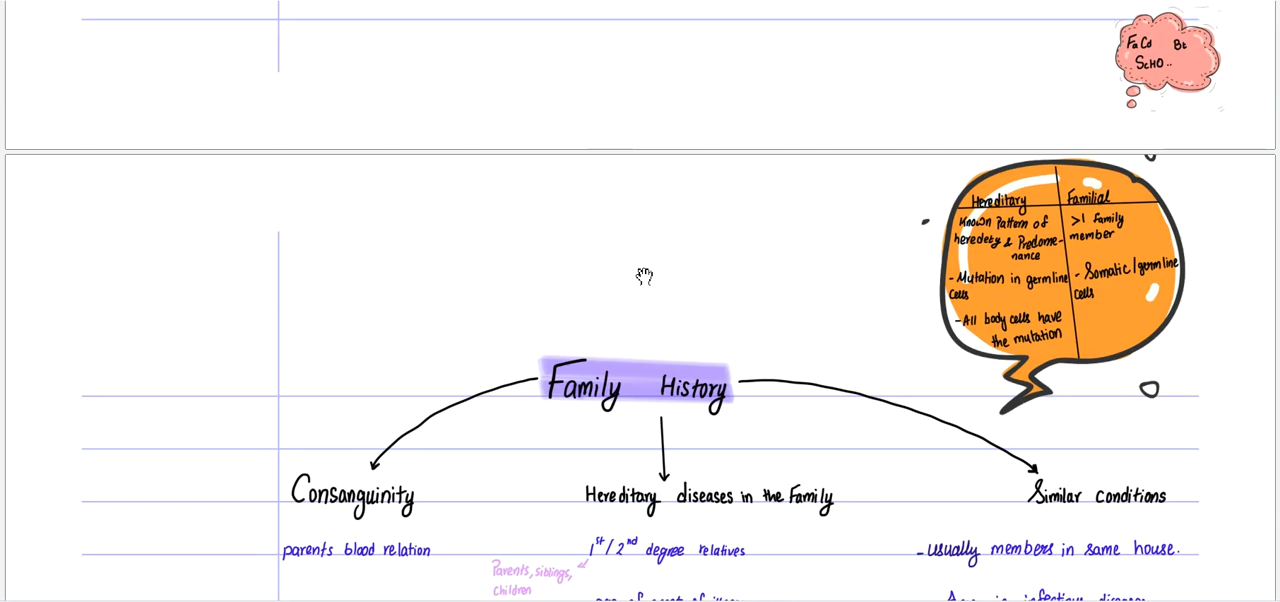 FaCo Bt
ScHO..
Hereditary Familial
Known Pattern of
heredety & Predome-
nance
>1 Family
member
- Mutation in germline
cells
- Somatic/germline
cells
- All body cells have
the mutation
Family History
Consanguinity
Hereditary diseases in the Family
Similar conditions
parents blood relation
1st/2nd degree relatives
- usually members in same house.
Parents, siblings,
children